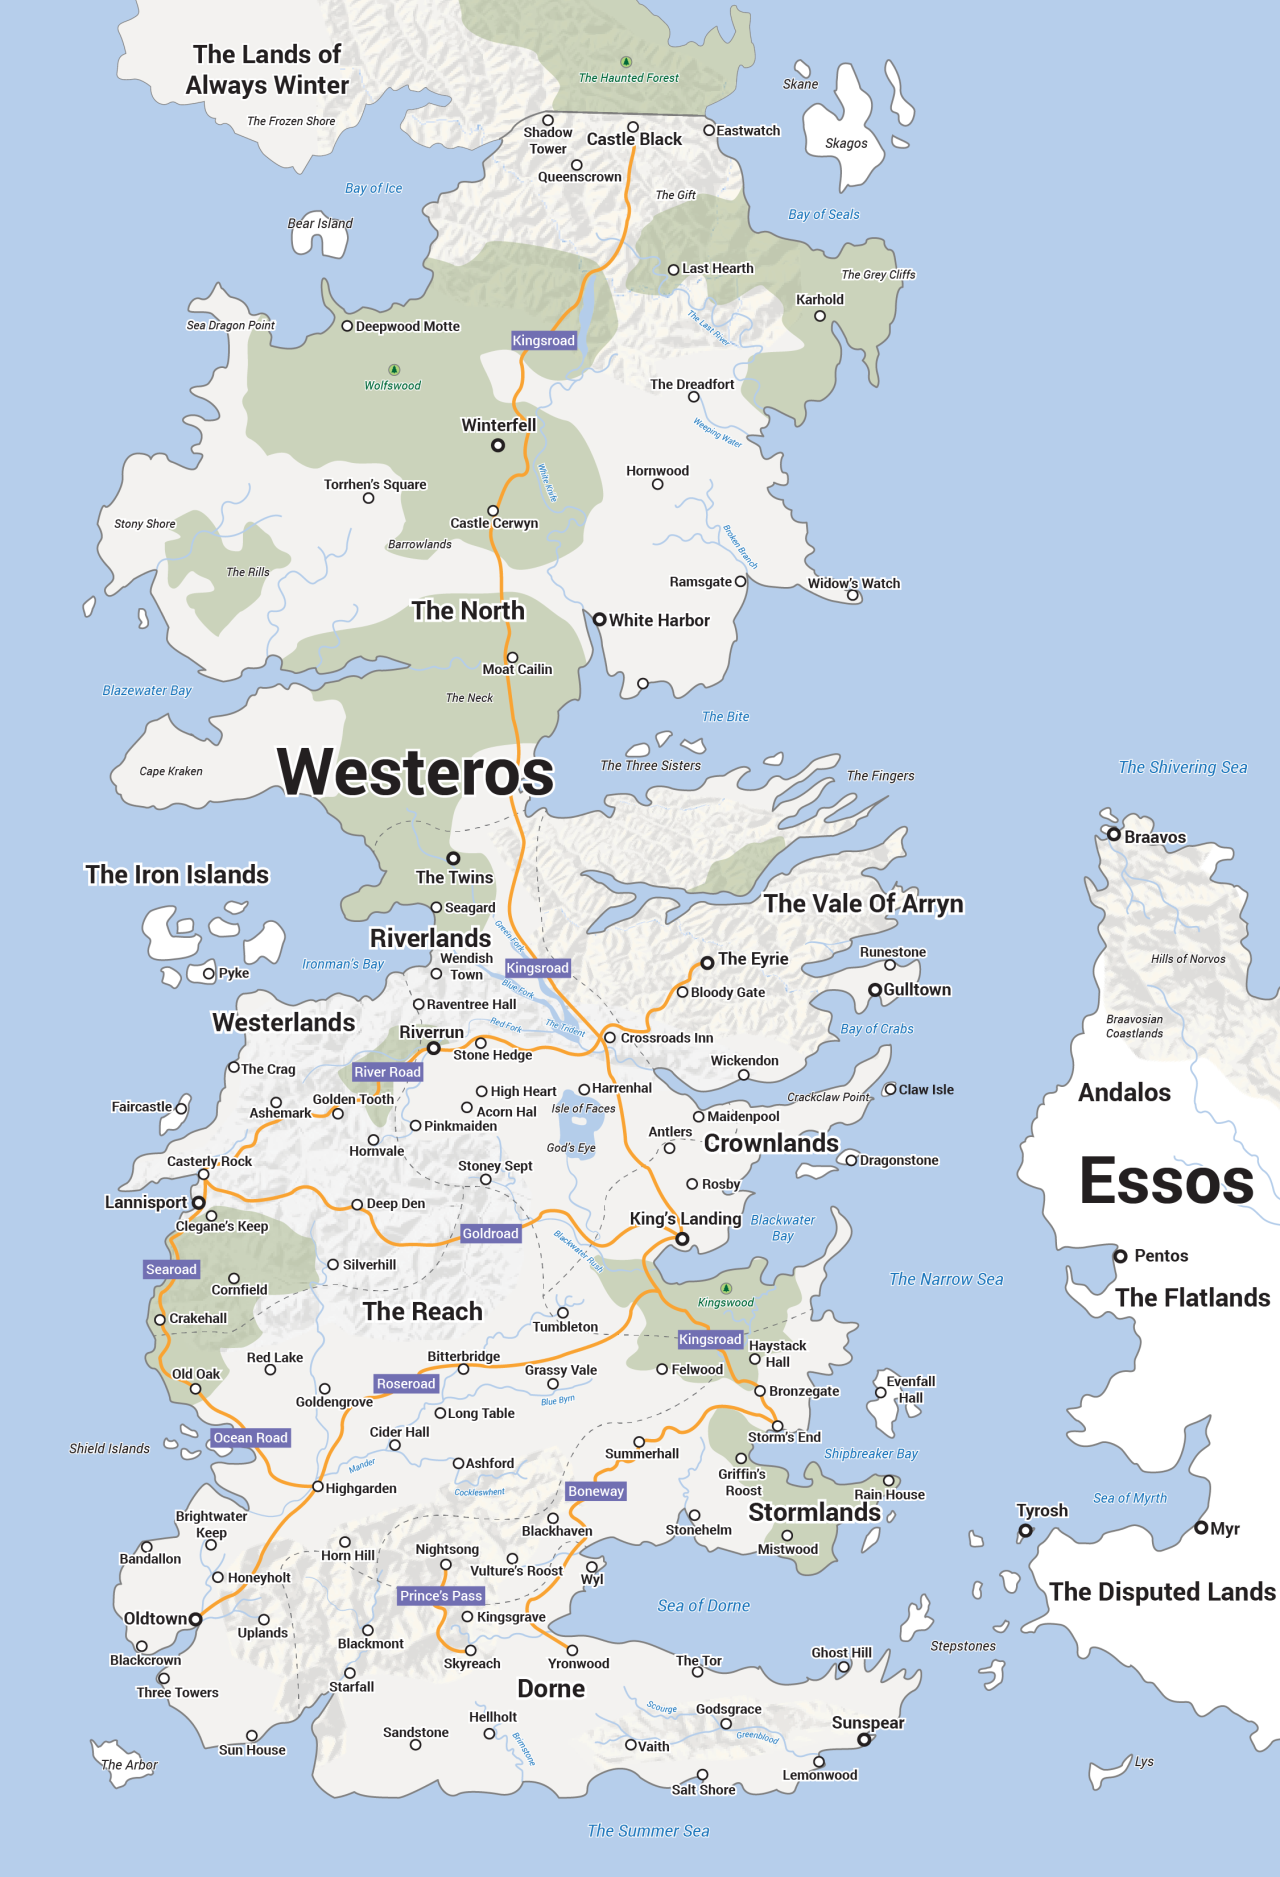 The Lands of
Always Winter
The Frozen Shore
The Haunted Forest
Skane
Skagos
Shadow
Tower
Castle Black
Eastwatch
Queenscrown
The Gift
Bay of Ice
Bear Island
Bay of Seals
Last Hearth
The Grey Cliffs
Karhold
Sea Dragon Point
Deepwood Motte
The Last River
Kingsroad
Wolfswood
The Dreadfort
Winterfell
Weeping Water
Hornwood
Torrhen's Square
White Knife
Stony Shore
Castle Cerwyn
Barrowlands
Broken Branch
The Rills
Ramsgate
Widow's Watch
The North
White Harbor
Moat Cailin
Blazewater Bay
The Neck
The Bite
Westeros
Cape Kraken
The Three Sisters
The Fingers
The Shivering Sea
Braavos
The Iron Islands
The Twins
Seagard
The Vale Of Arryn
Riverlands
Green Fork
Wendish
Town
Ironman's Bay
Pyke
Kingsroad
The Eyrie
Runestone
Hills of Norvos
Blue Fork
Bloody Gate
Gulltown
Raventree Hall
Westerlands
Riverrun
Red Fork
The Trident
Crossroads Inn
Bay of Crabs
Braavosian
Coastlands
Stone Hedge
The Crag
River Road
Wickendon
High Heart
Harrenhal
Claw Isle
Crackclaw Point
Andalos
Faircastle
Ashemark
Golden Tooth
Acorn Hal
Isle of Faces
Maidenpool
Pinkmaiden
Antlers
Crownlands
Hornvale
God's Eye
Casterly Rock
Stoney Sept
Dragonstone
Rosby
Essos
Lannisport
Deep Den
Clegane's Keep
King's Landing
Blackwater
Bay
Goldroad
Blackwater Rush
Pentos
Searoad
Silverhill
Cornfield
The Narrow Sea
Kingswood
The Flatlands
Crakehall
The Reach
Tumbleton
Kingsroad
Haystack
Hall
Red Lake
Bitterbridge
Old Oak
Grassy Vale
Felwood
Roseroad
Evenfall
Hall
Goldengrove
Blue Byrn
Bronzegate
Long Table
Cider Hall
Ocean Road
Shield Islands
Storm's End
Summerhall
Shipbreaker Bay
Mander
Ashford
Griffin's
Roost
Highgarden
Cockleswhent
Boneway
Rain House
Sea of Myrth
Stormlands
Tyrosh
Brightwater
Keep
Blackhaven
Stonehelm
Myr
Mistwood
Bandallon
Horn Hill
Nightsong
Vulture's Roost
Honeyholt
Wyl
Prince's Pass
The Disputed Lands
Sea of Dorne
Oldtown
Uplands
Kingsgrave
Blackmont
Stepstones
Blackcrown
Skyreach
Yronwood
The Tor
Ghost Hill
Three Towers
Starfall
Dorne
Scourge
Godsgrace
Hellholt
Sunspear
Sandstone
Brimstone
Greenblood
Vaith
Sun House
The Arbor
Lemonwood
Salt Shore
Lys
The Summer Sea